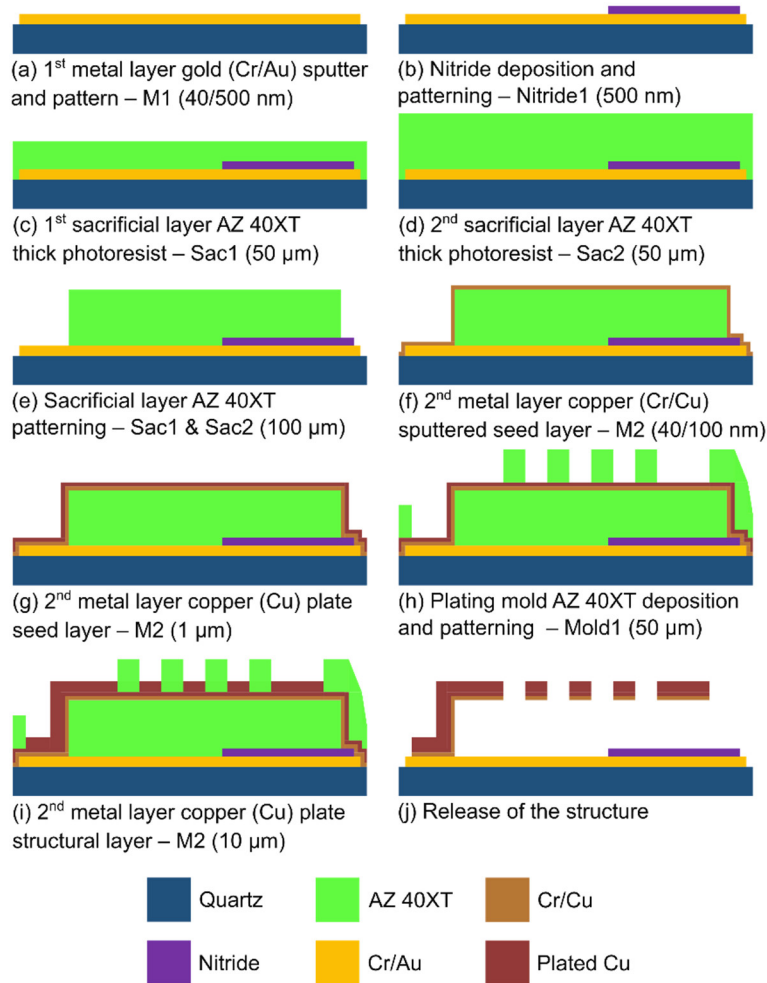 (a) 1st metal layer gold (Cr/Au) sputter
and pattern – M1 (40/500 nm)
(b) Nitride deposition and
patterning – Nitride1 (500 nm)
(c) 1st sacrificial layer AZ 40XT
thick photoresist – Sac1 (50 µm)
(d) 2nd sacrificial layer AZ 40XT
thick photoresist – Sac2 (50 µm)
(e) Sacrificial layer AZ 40XT
patterning – Sac1 & Sac2 (100 µm)
(f) 2nd metal layer copper (Cr/Cu)
sputtered seed layer – M2 (40/100 nm)
(g) 2nd metal layer copper (Cu) plate
seed layer – M2 (1 µm)
(h) Plating mold AZ 40XT deposition
and patterning – Mold1 (50 µm)
(i) 2nd metal layer copper (Cu) plate
structural layer – M2 (10 µm)
(j) Release of the structure
Quartz
AZ 40XT
Cr/Cu
Nitride
Cr/Au
Plated Cu